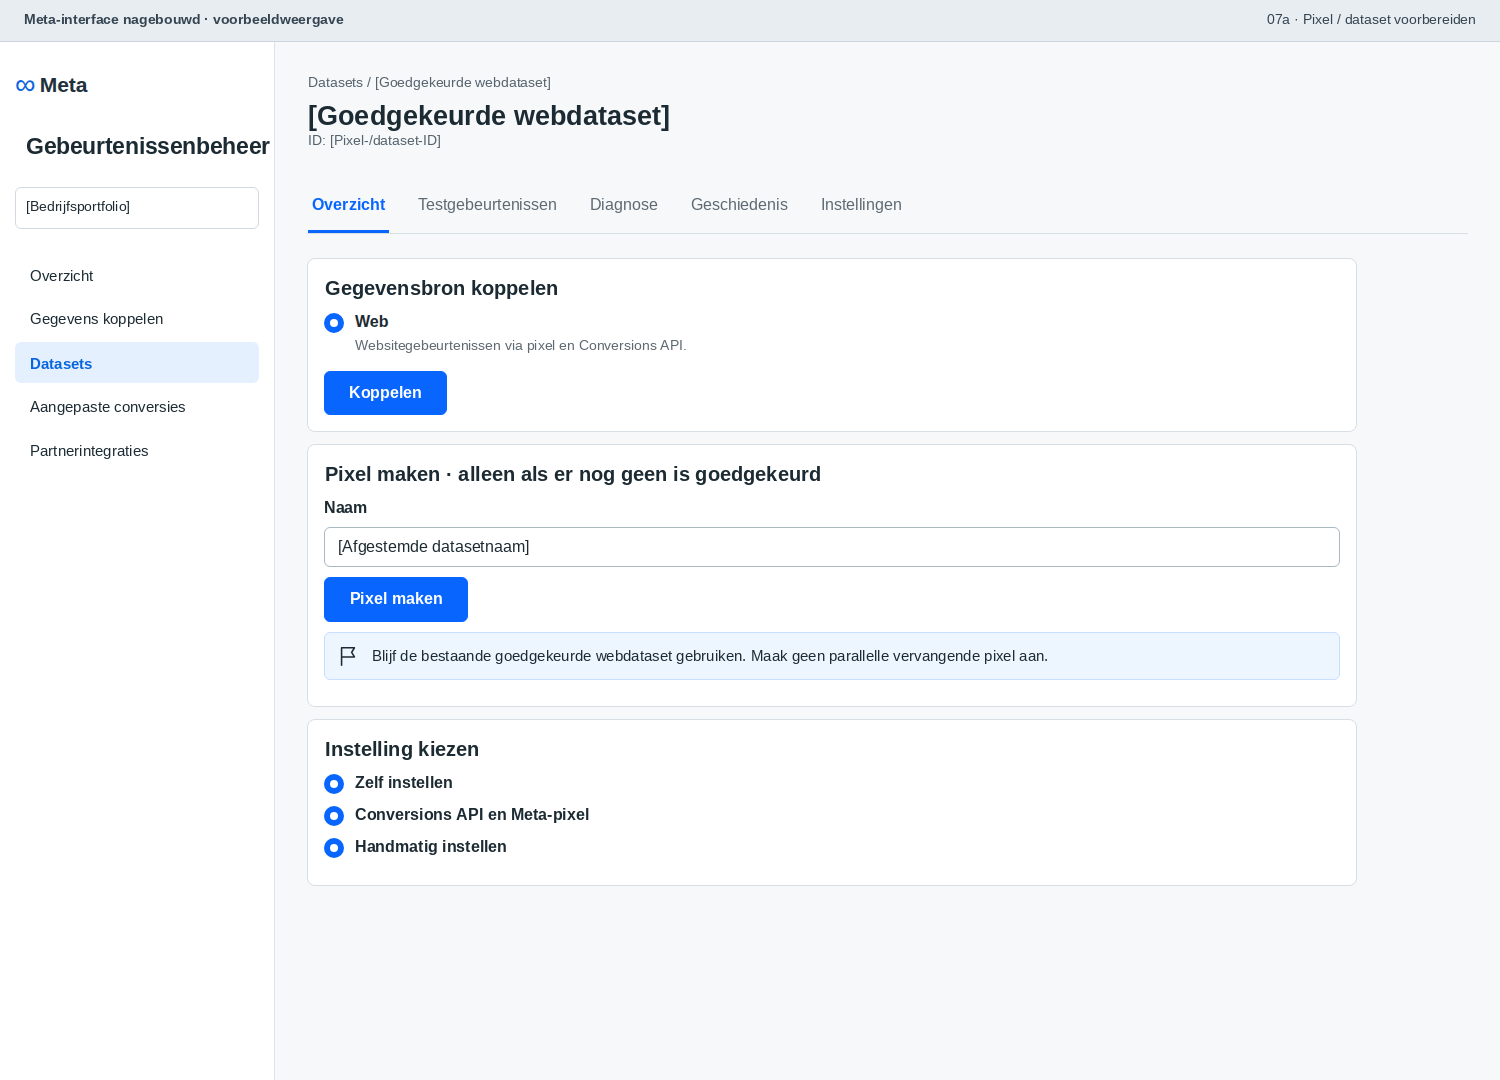 Meta-interface nagebouwd · voorbeeldweergave
07a · Pixel / dataset voorbereiden
Meta
Gebeurtenissenbeheer
[Bedrijfsportfolio]
Overzicht
Gegevens koppelen
Datasets
Aangepaste conversies
Partnerintegraties
Datasets / [Goedgekeurde webdataset]
[Goedgekeurde webdataset]
ID: [Pixel-/dataset-ID]
Overzicht
Testgebeurtenissen
Diagnose
Geschiedenis
Instellingen
Gegevensbron koppelen
Web
Websitegebeurtenissen via pixel en Conversions API.
Koppelen
Pixel maken · alleen als er nog geen is goedgekeurd
Naam
[Afgestemde datasetnaam]
Pixel maken
Blijf de bestaande goedgekeurde webdataset gebruiken. Maak geen parallelle vervangende pixel aan.
Instelling kiezen
Zelf instellen
Conversions API en Meta-pixel
Handmatig instellen